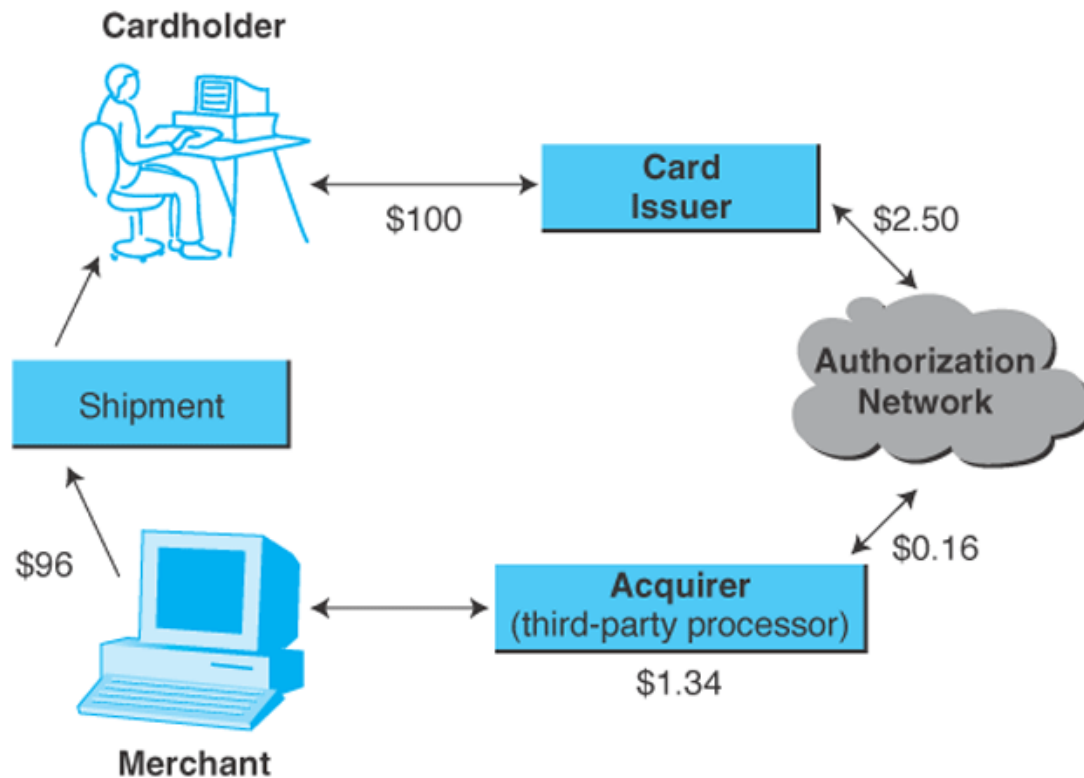 Cardholder
Card
Issuer
$100
$2.50
Authorization
Network
Shipment
$96
$0.16
Acquirer
(third-party processor)
$1.34
Merchant